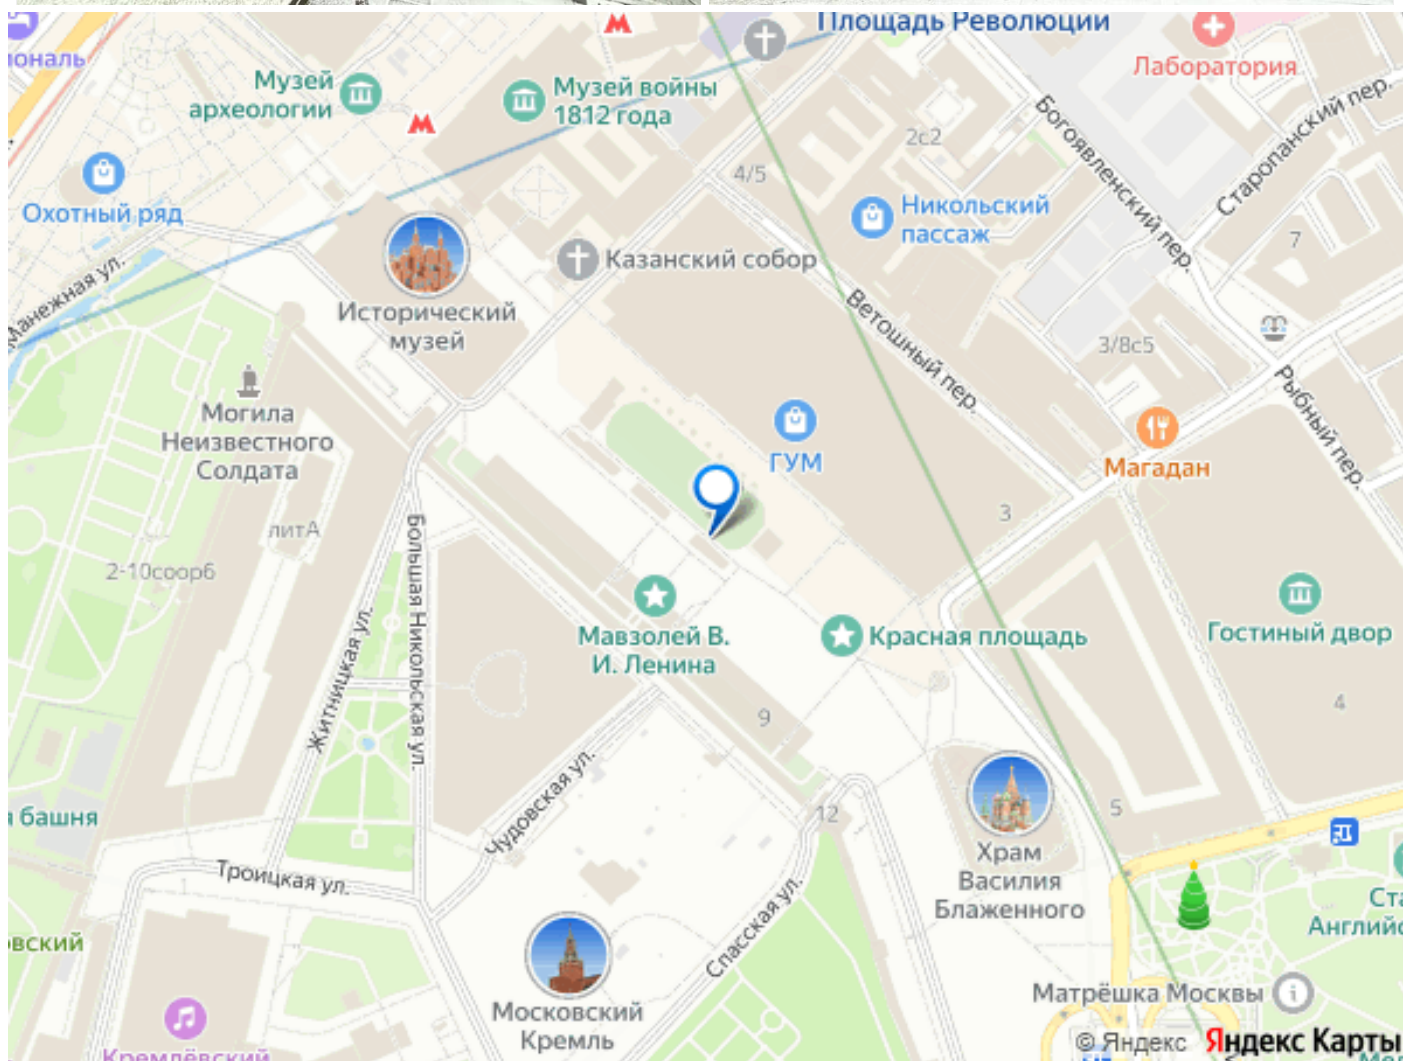 Площадь Революции
Лаборатория
Музей
археологии
Музей войны
1812 года
Богоявленский пер.
Старопанский пер.
2с2
4/5
Охотный ряд
Никольский
пассаж
7
Казанский собор
Манежная ул.
Исторический
музей
Ветошный пер.
3/8с5
Рыбный пер.
Могила
Неизвестного
Солдата
ГУМ
Магадан
3
литА
2-10соор6
Большая Никольская ул.
Житницкая ул.
Мавзолей В.
И. Ленина
Красная площадь
Гостиный двор
4
9
Чудовская ул.
12
5
башня
Троицкая ул.
Храм
Василия
Блаженного
Спасская ул.
Московский
Кремль
Матрёшка Москвы
Кремлёвский
© Яндекс Яндекс Карты